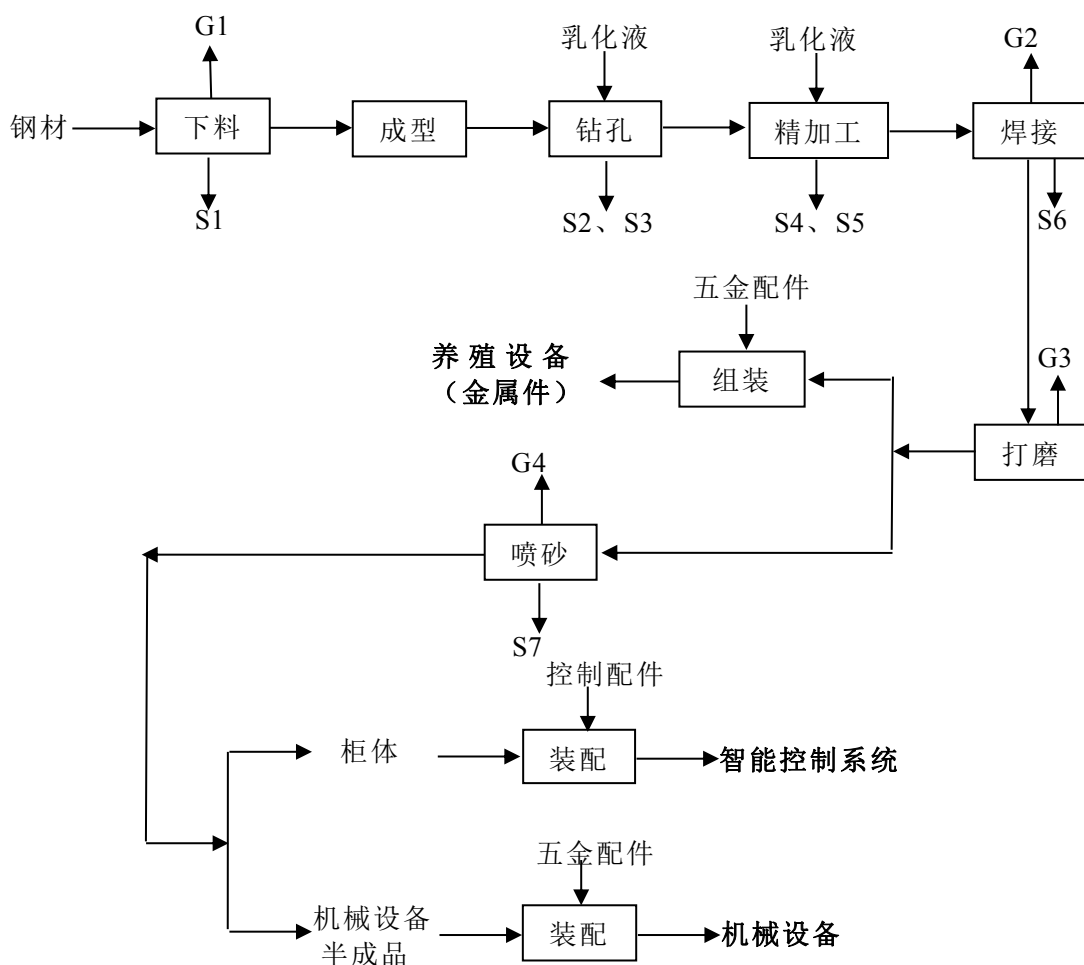 G1
乳化液
乳化液
G2
钢材
下料
成型
钻孔
精加工
焊接
S1
S2、S3
S4、S5
S6
五金配件
养殖设备
（金属件）
组装
G3
打磨
G4
喷砂
S7
控制配件
柜体
装配
智能控制系统
五金配件
机械设备
半成品
装配
机械设备